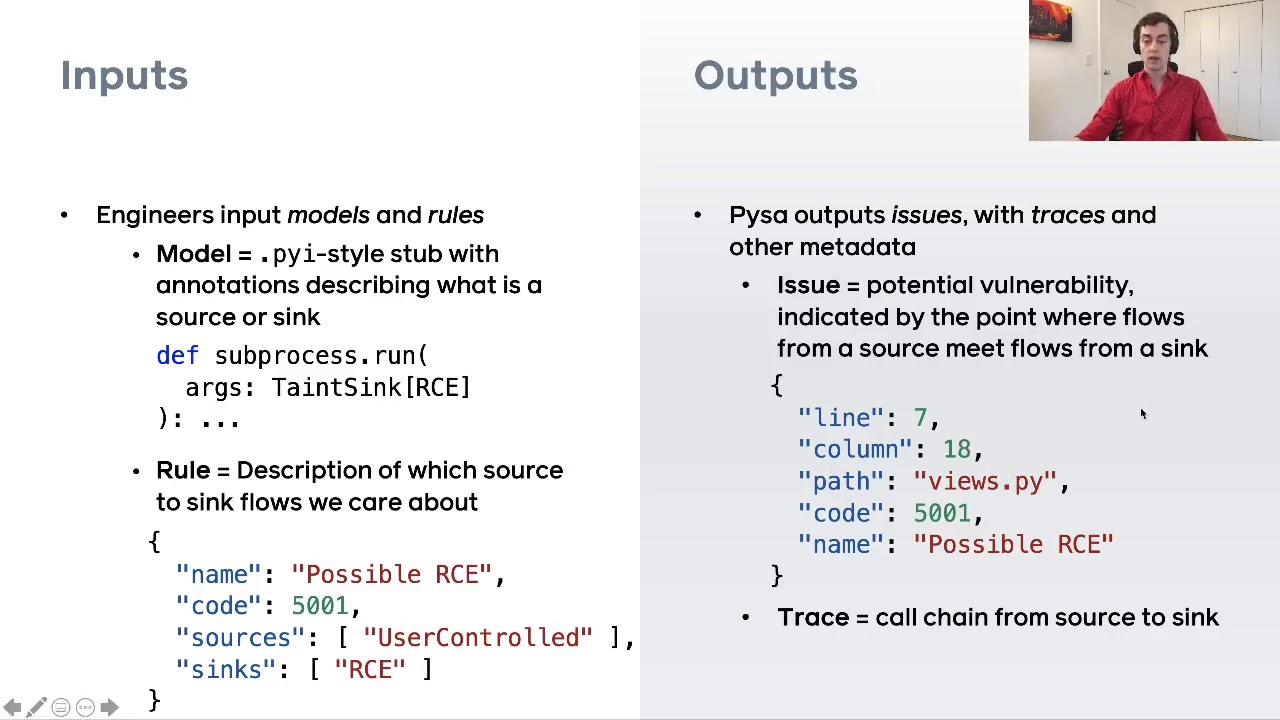 Inputs
• Engineers input models and rules
• Model = .pyi-style stub with
annotations describing what is a
source or sink
def subprocess.run(
args: TaintSink[RCE]
): ...
• Rule = Description of which source
to sink flows we care about
{
"name": "Possible RCE",
"code": 5001,
"sources": [ "UserControlled" ],
"sinks": [ "RCE" ]
}
Outputs
• Pysa outputs issues, with traces and
other metadata
• Issue = potential vulnerability,
indicated by the point where flows
from a source meet flows from a sink
{
"line": 7,
"column": 18,
"path": "views.py",
"code": 5001,
"name": "Possible RCE"
}
• Trace = call chain from source to sink